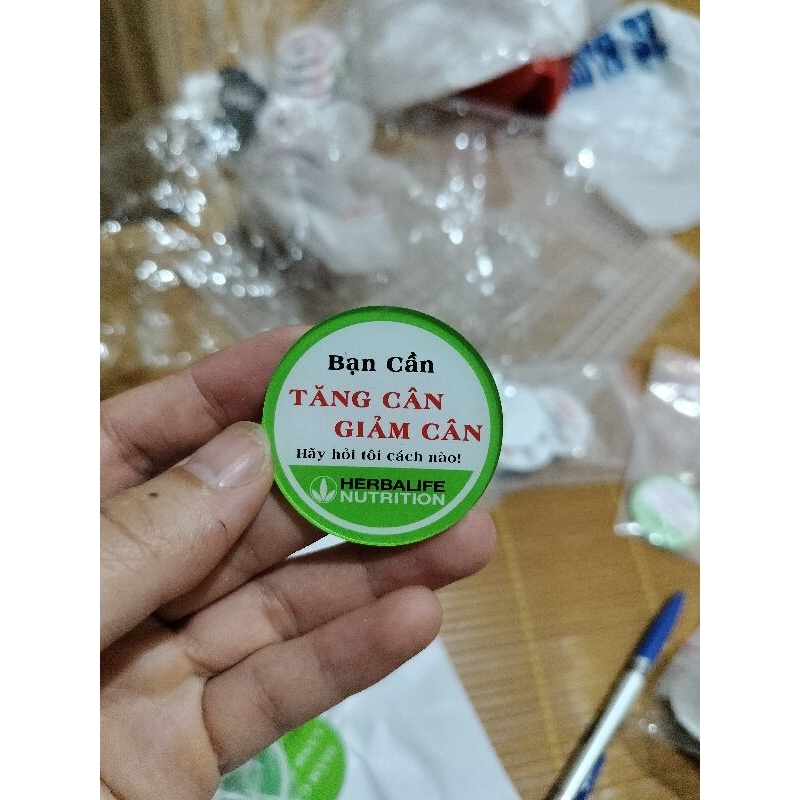 Bạn Cần
TĂNG CÂN
GIẢM CÂN
Hãy hỏi tôi cách nào!
HERBALIFE
NUTRITION